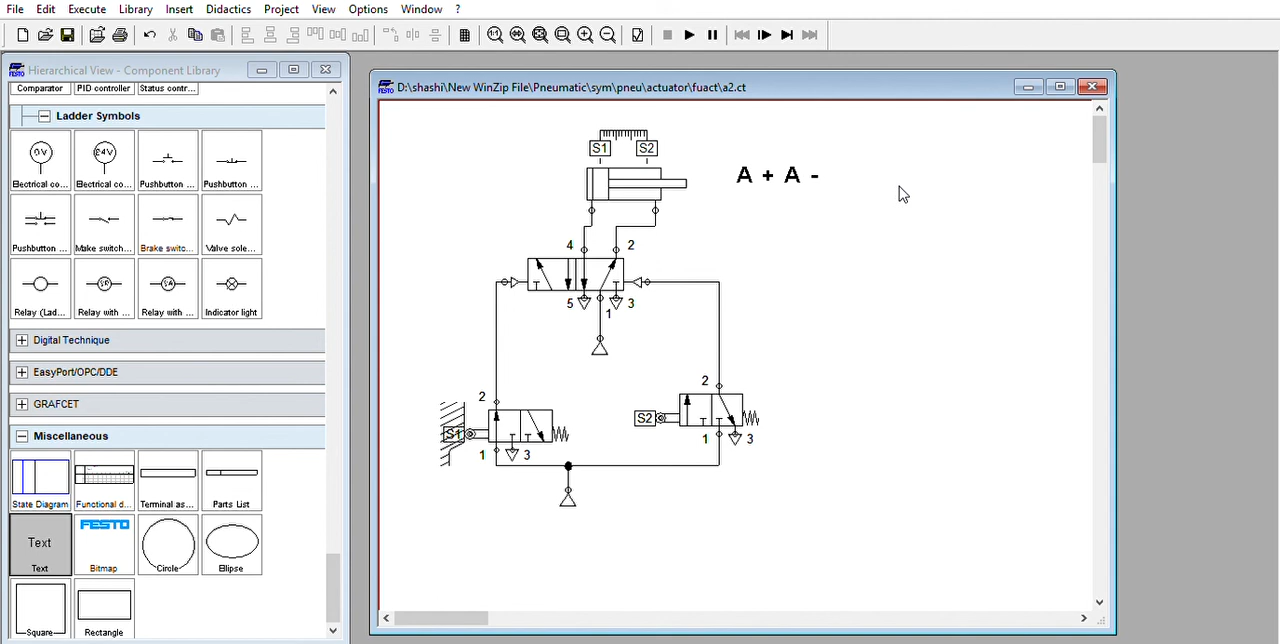 File Edit Execute Library Insert Didactics Project View Options Window ?
1:1
FESTO Hierarchical View - Component Library
Comparator PID controller Status contr...
Ladder Symbols
0V 24V
Electrical co... Electrical co... Pushbutton ... Pushbutton ...
Pushbutton ... Make switch... Brake switc... Valve sole...
SR SA
Relay (Lad... Relay with ... Relay with ... Indicator light
Digital Technique
EasyPort/OPC/DDE
GRAFCET
Miscellaneous
State Diagram Functional d... Terminal as... Parts List
Text FESTO
Text Bitmap Circle Ellipse
Square Rectangle
FESTO D:\shashi\New WinZip File\Pneumatic\sym\pneu\actuator\fuact\a2.ct
S1 S2
A + A -
4 2
5 1 3
2
S1
1 3
2
S2
1 3